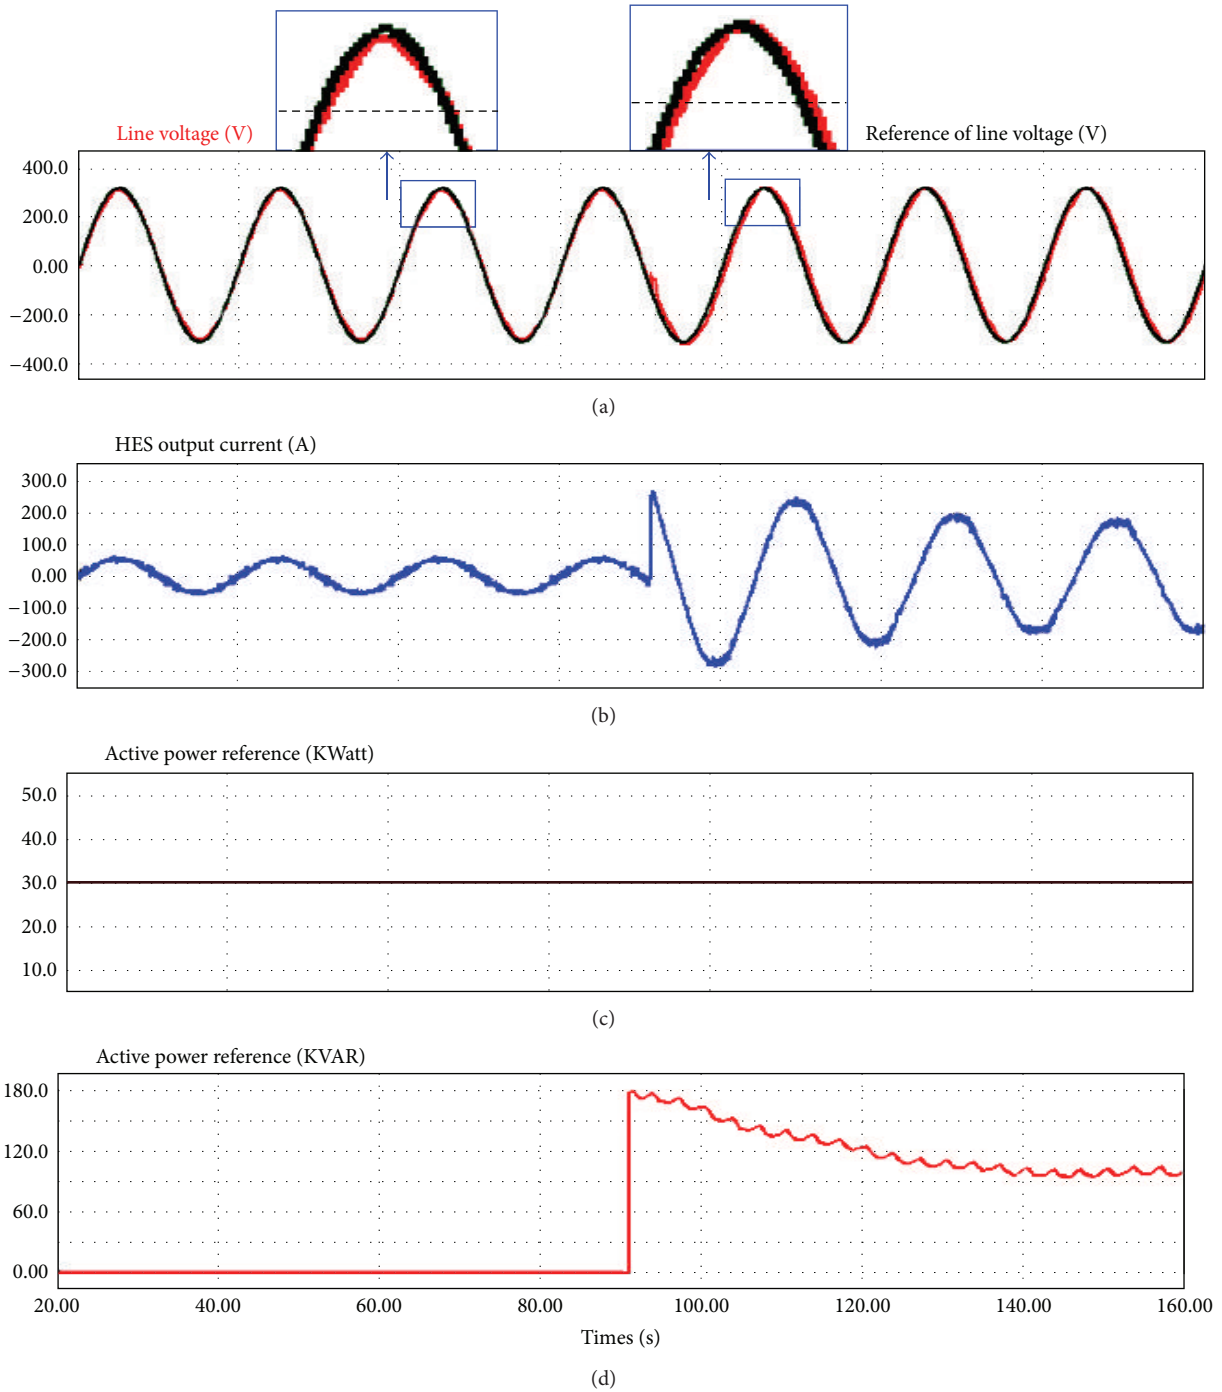 Line voltage (V)
Reference of line voltage (V)
400.0
200.0
0.00
−200.0
−400.0
(a)
HES output current (A)
300.0
200.0
100.0
0.00
−100.0
−200.0
−300.0
(b)
Active power reference (KWatt)
50.0
40.0
30.0
20.0
10.0
(c)
Active power reference (KVAR)
180.0
120.0
60.0
0.00
20.00 40.00 60.00 80.00 100.00 120.00 140.00 160.00
Times (s)
(d)